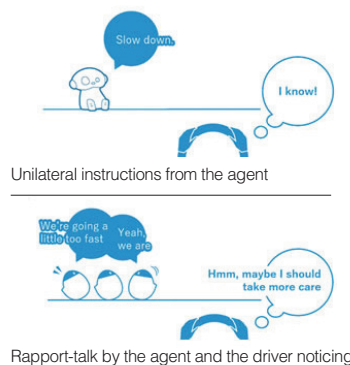 Slow down.
I know!
Unilateral instructions from the agent
We're going a
little too fast
Yeah,
we are
Hmm, maybe I should
take more care
Rapport-talk by the agent and the driver noticing